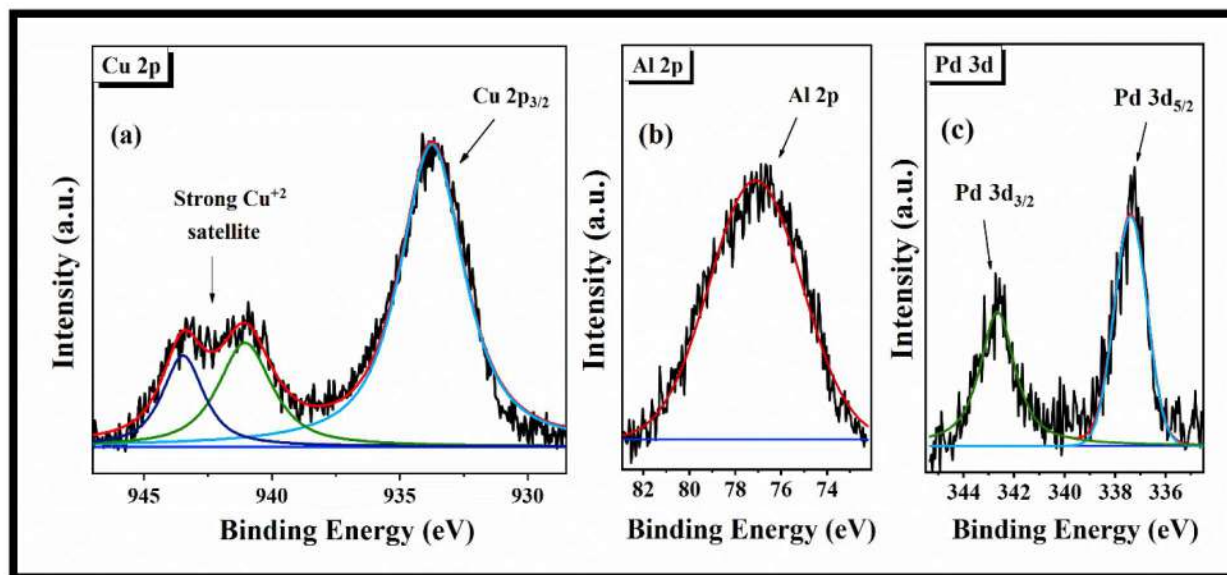 Cu 2p
(a)
Cu 2p3/2
Strong Cu+2
satellite
Intensity (a.u.)
945 940 935 930
Binding Energy (eV)
Al 2p
(b)
Al 2p
Intensity (a.u.)
82 80 77 76 74
Binding Energy (eV)
Pd 3d
(c)
Pd 3d5/2
Pd 3d3/2
Intensity (a.u.)
344 342 340 337 336
Binding Energy (eV)